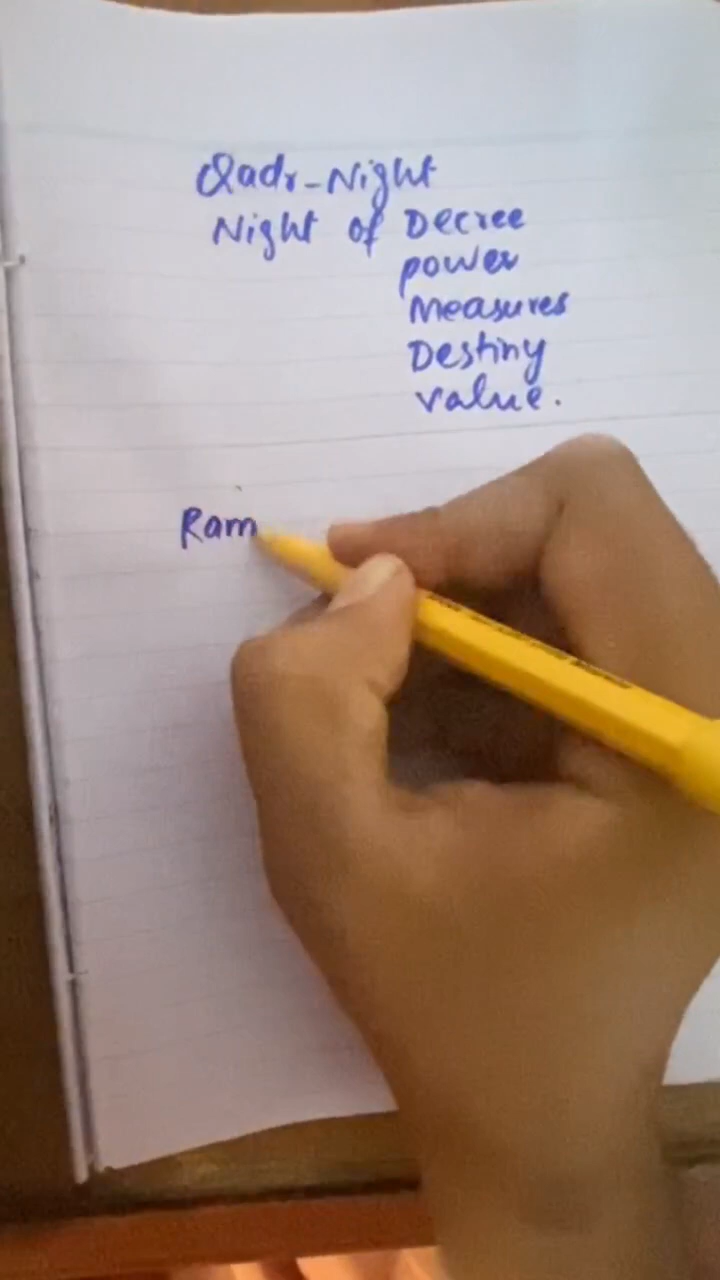 Qadr-Night
Night of Decree
power
Measures
Destiny
value.
Ram